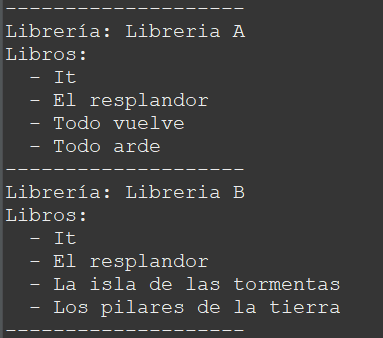 --------------------
Librería: Libreria A
Libros:
  - It
  - El resplandor
  - Todo vuelve
  - Todo arde
--------------------
Librería: Libreria B
Libros:
  - It
  - El resplandor
  - La isla de las tormentas
  - Los pilares de la tierra
--------------------